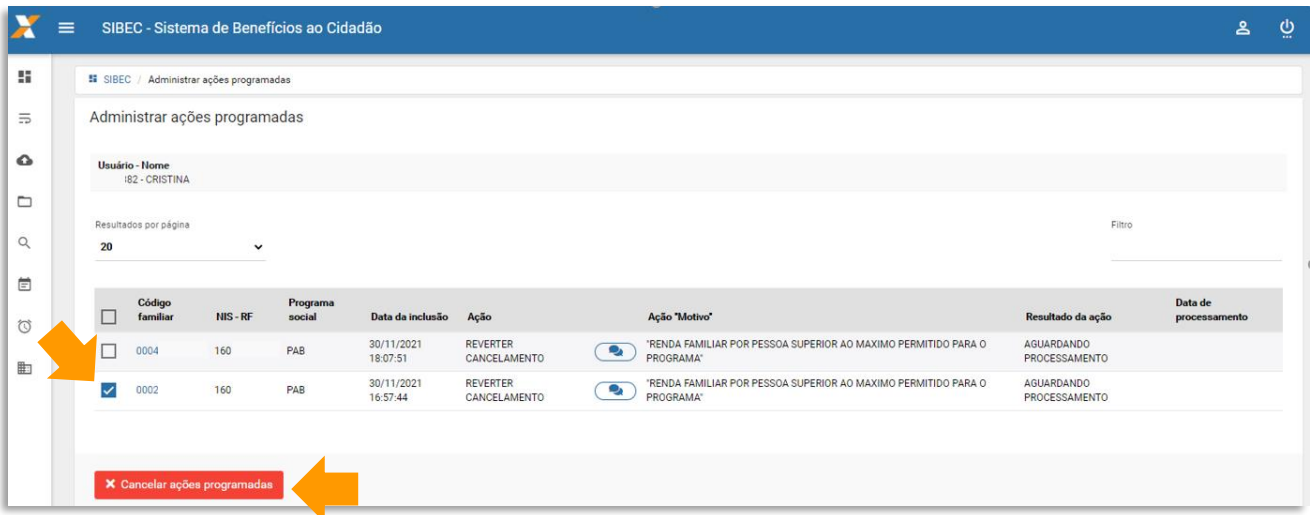 SIBEC - Sistema de Benefícios ao Cidadão
SIBEC / Administrar ações programadas
Administrar ações programadas
Usuário - Nome
382 - CRISTINA
Resultados por página
Filtro
20
Código familiar NIS - RF Programa social Data da inclusão Ação Ação "Motivo" Resultado da ação Data de processamento
0004 160 PAB 30/11/2021 18:07:51 REVERTER CANCELAMENTO "RENDA FAMILIAR POR PESSOA SUPERIOR AO MAXIMO PERMITIDO PARA O PROGRAMA" AGUARDANDO PROCESSAMENTO
0002 160 PAB 30/11/2021 16:57:44 REVERTER CANCELAMENTO "RENDA FAMILIAR POR PESSOA SUPERIOR AO MAXIMO PERMITIDO PARA O PROGRAMA" AGUARDANDO PROCESSAMENTO
Cancelar ações programadas